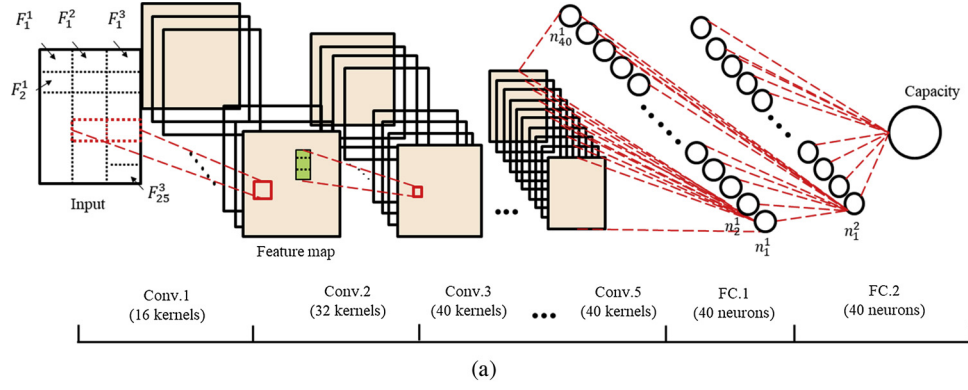 F₁¹ F₁² F₁³
F₂¹
F₂₅³
Input
Feature map
n₄₀¹
n₂¹
n₁¹
n₁²
Capacity
Conv.1
(16 kernels)
Conv.2
(32 kernels)
Conv.3
(40 kernels)
Conv.5
(40 kernels)
FC.1
(40 neurons)
FC.2
(40 neurons)
(a)